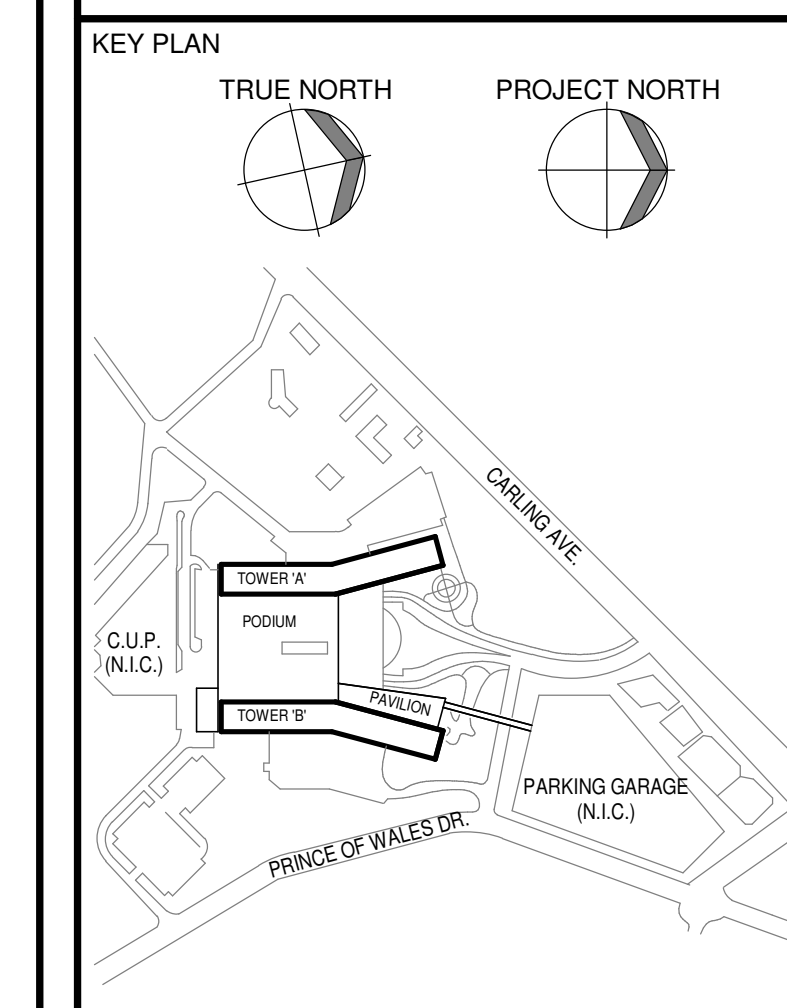 KEY PLAN
TRUE NORTH
PROJECT NORTH
CARLING AVE.
TOWER 'A'
PODIUM
C.U.P.
(N.I.C.)
PAVILION
TOWER 'B'
PARKING GARAGE
(N.I.C.)
PRINCE OF WALES DR.